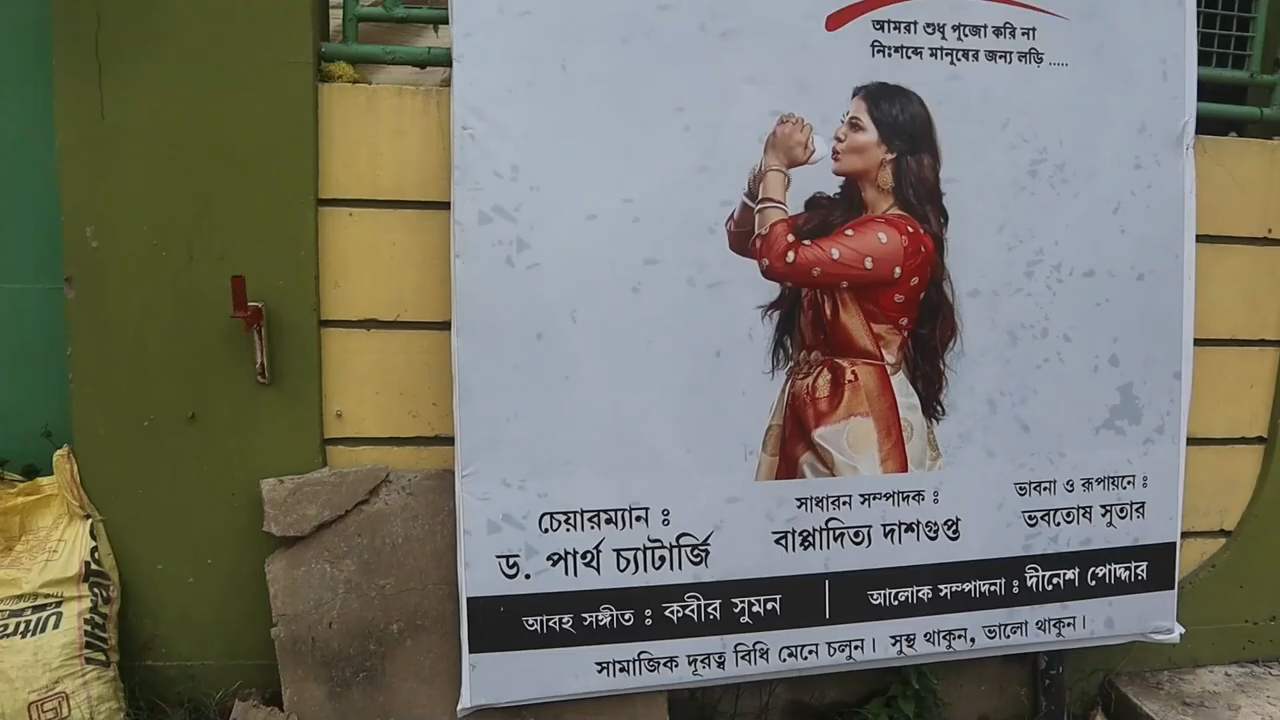 আমরা শুধু পূজো করি না
নিঃশব্দে মানুষের জন্য লড়ি .....
চেয়ারম্যান ঃ
ড. পার্থ চ্যাটার্জি
সাধারন সম্পাদক ঃ
বাপ্পাদিত্য দাশগুপ্ত
ভাবনা ও রূপায়নে ঃ
ভবতোষ সুতার
আবহ সঙ্গীত ঃ কবীর সুমন | আলোক সম্পাদনা ঃ দীনেশ পোদ্দার
সামাজিক দূরত্ব বিধি মেনে চলুন। সুস্থ থাকুন, ভালো থাকুন।